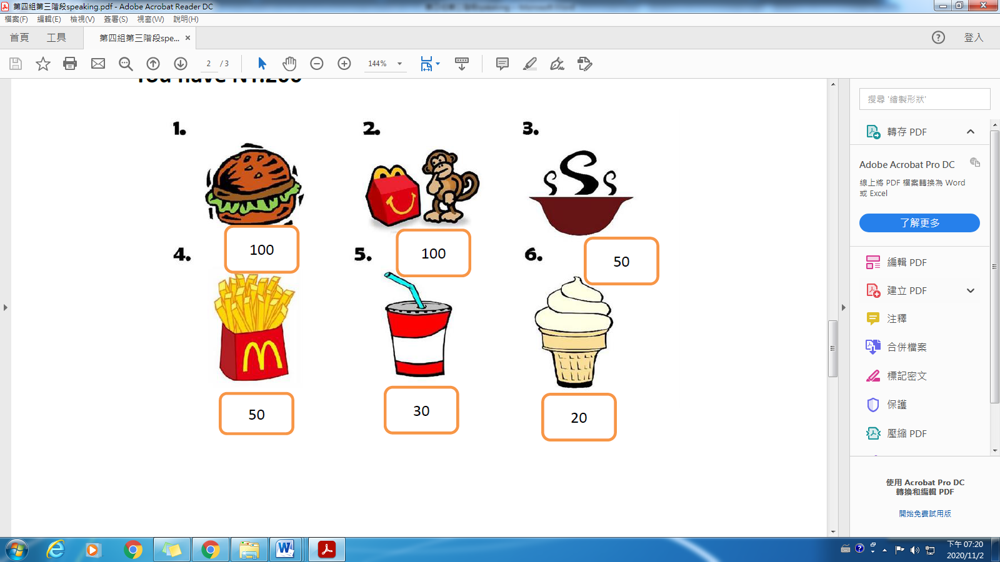 第四組第三階段speaking.pdf - Adobe Acrobat Reader DC
檔案(F) 編輯(E) 檢視(V) 簽署(S) 視窗(W) 說明(H)
首頁 工具 第四組第三階段spe... × ? 登入
2 / 3 144%
You have NT.200
1. 2. 3.
100 100 50
4. 5. 6.
50 30 20
搜尋 '繪製形狀'
轉存 PDF
Adobe Acrobat Pro DC
線上將 PDF 檔案轉換為 Word
或 Excel
了解更多
編輯 PDF
建立 PDF
注釋
合併檔案
標記密文
保護
壓縮 PDF
使用 Acrobat Pro DC
轉換和編輯 PDF
開始免費試用版
下午 07:20
2020/11/2